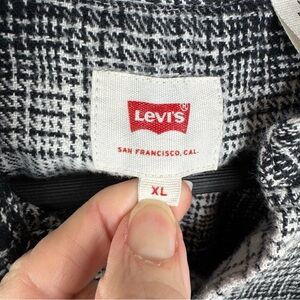 Levi's®
SAN FRANCISCO, CAL.
XL